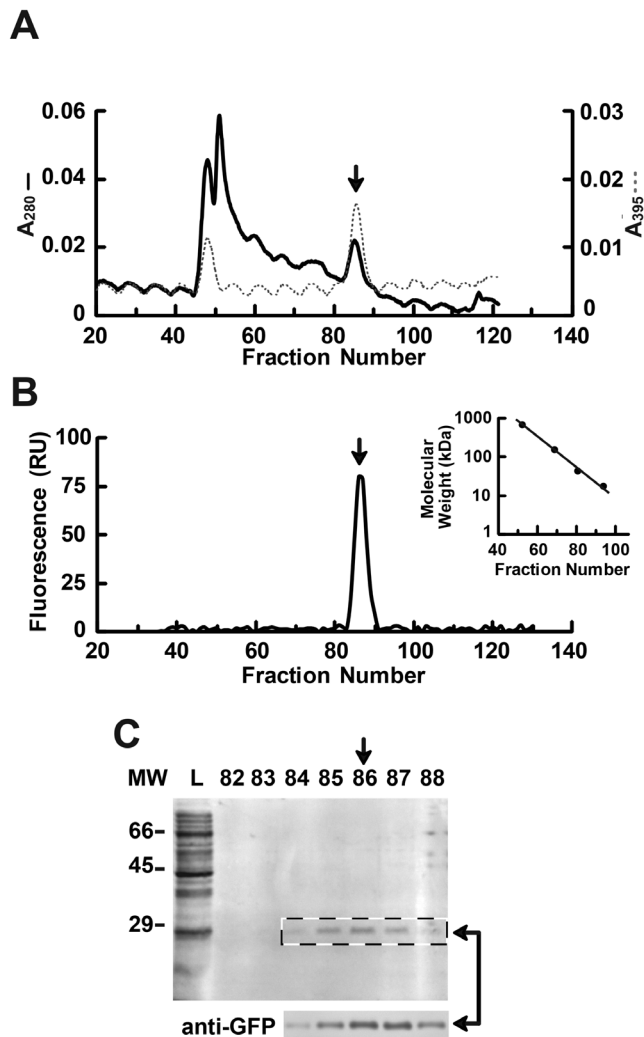 A
0.06 0.03
0.04 0.02
0.02 0.01
0 0
A280 — A395 ----
20 40 60 80 100 120 140
Fraction Number
B
100
75
50
25
0
Fluorescence (RU)
20 40 60 80 100 120 140
Fraction Number
1000
100
10
1
Molecular
Weight (kDa)
40 60 80 100
Fraction Number
C
MW L 82 83 84 85 86 87 88
66–
45–
29–
anti-GFP